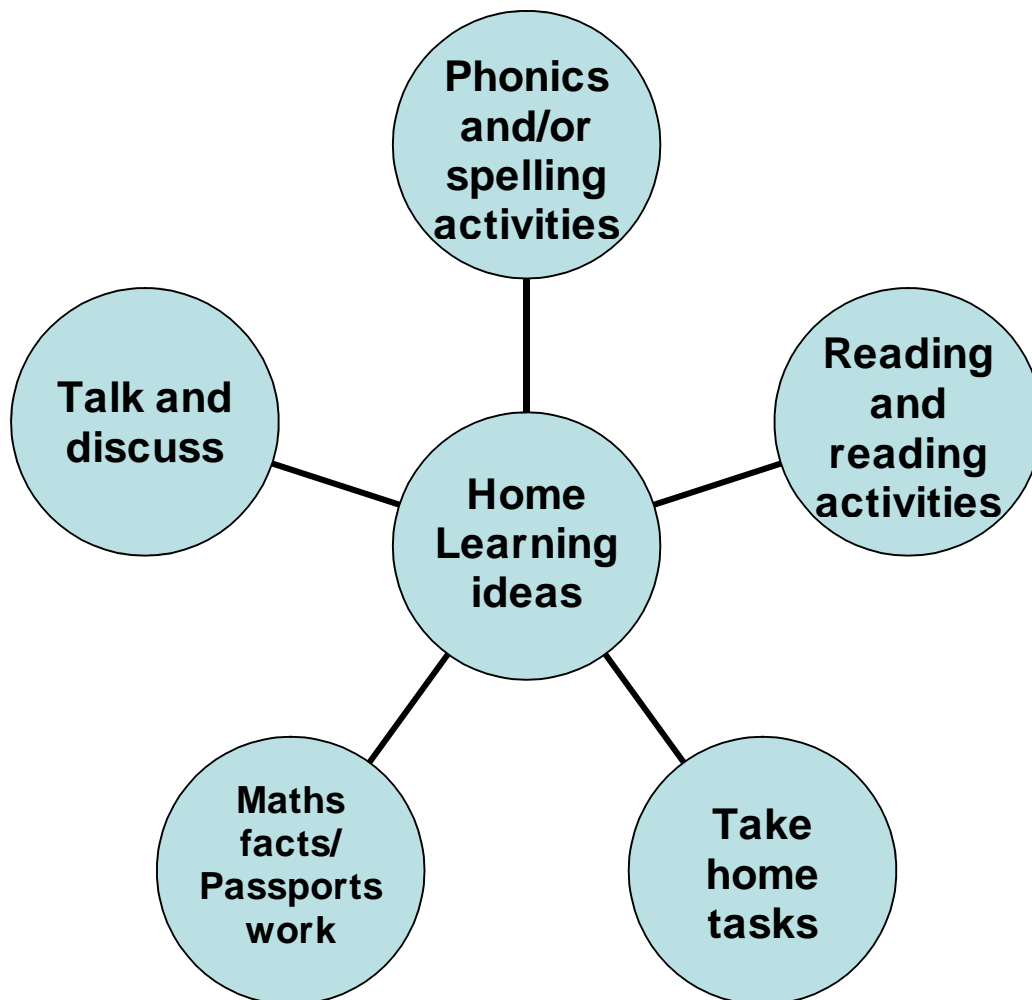 Phonics
and/or
spelling
activities
Reading
and
reading
activities
Talk and
discuss
Home
Learning
ideas
Maths
facts/
Passports
work
Take
home
tasks